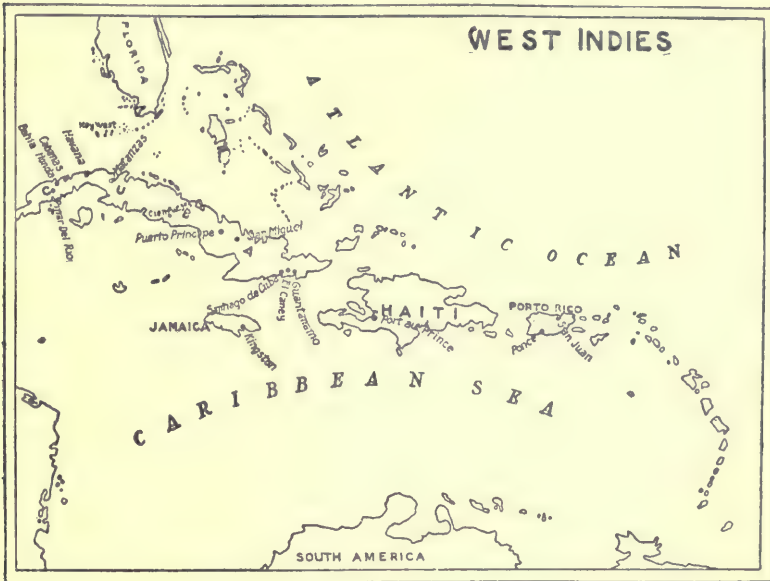 WEST INDIES
FLORIDA
ATLANTIC OCEAN
Key West
Bahia Honda
Cabanas
Havana
Matanzas
CUBA
Pinar Del Rio
Cienfuegos
Puerto Principe
San Miguel
Santiago de Cuba
El Caney
Guantanamo
HAITI
Port au Prince
JAMAICA
Kingston
PORTO RICO
Ponce
San Juan
CARIBBEAN SEA
SOUTH AMERICA